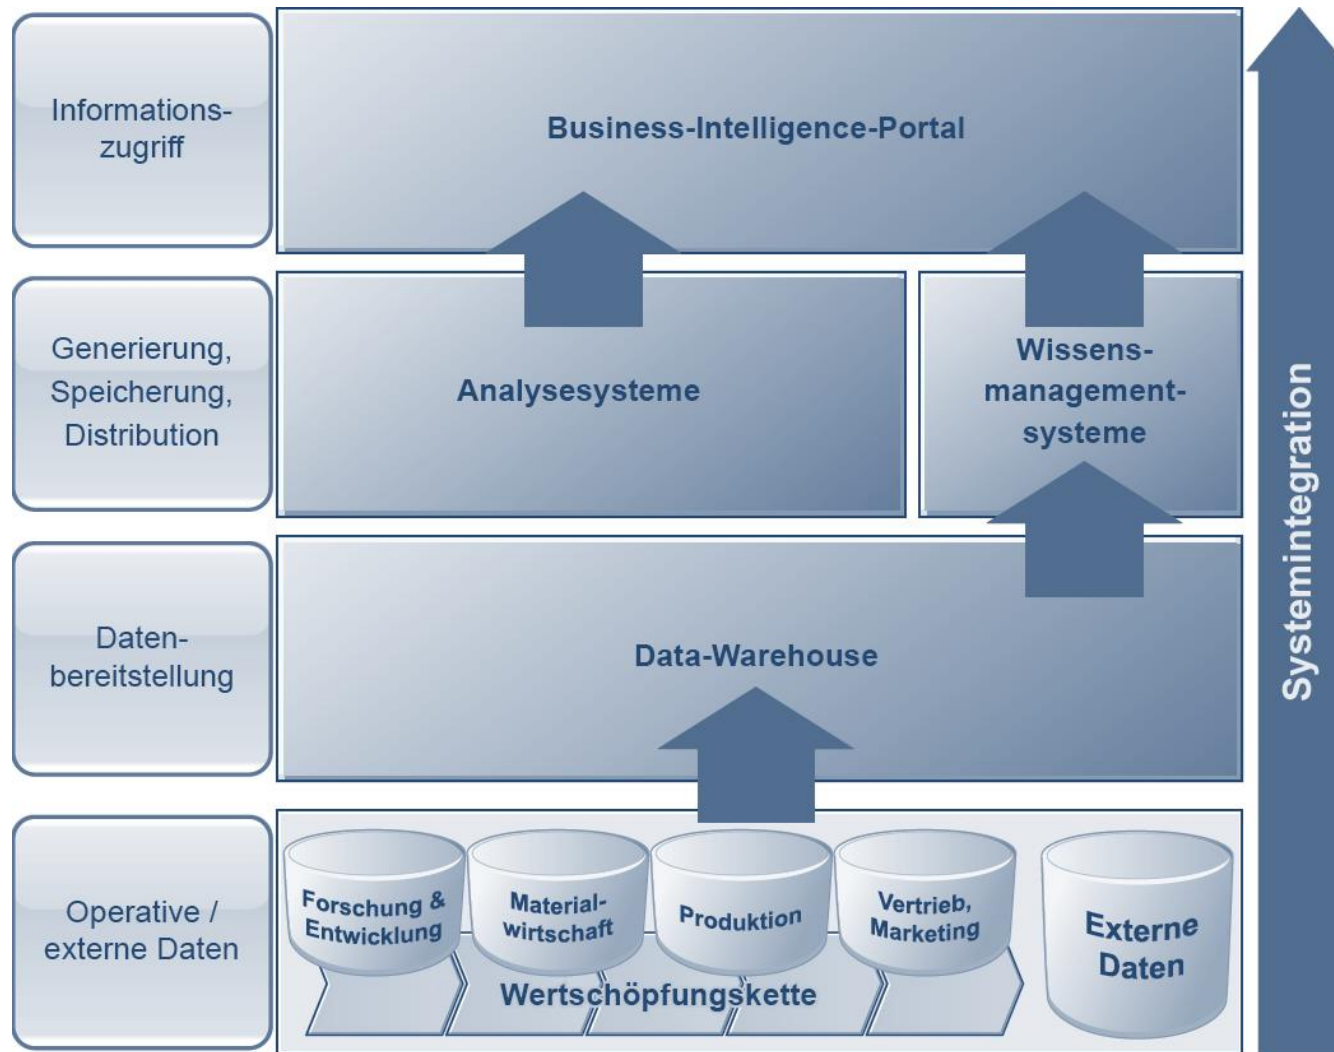 Informations-
zugriff
Business-Intelligence-Portal
Generierung,
Speicherung,
Distribution
Analysesysteme
Wissens-
management-
systeme
Daten-
bereitstellung
Data-Warehouse
Operative /
externe Daten
Forschung &
Entwicklung
Material-
wirtschaft
Produktion
Vertrieb,
Marketing
Externe
Daten
Wertschöpfungskette
Systemintegration